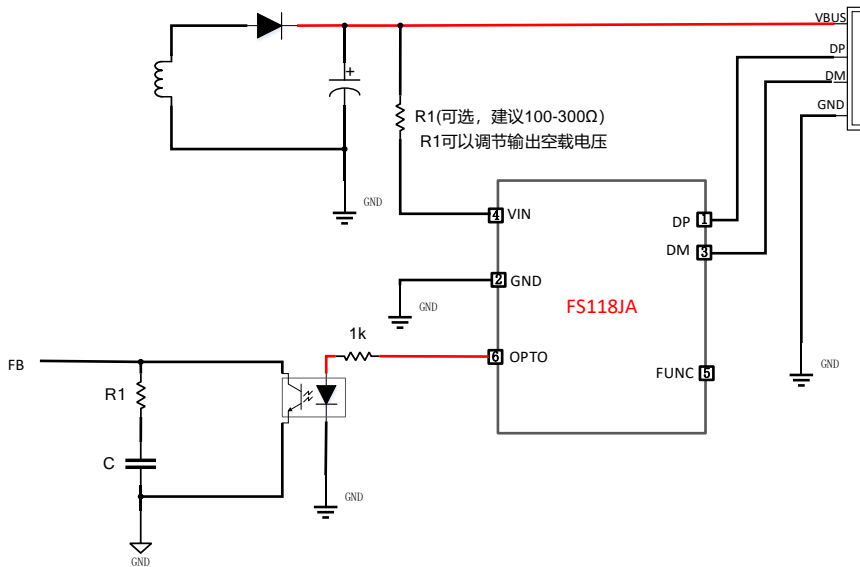 VBUS
DP
DM
GND
R1(可选，建议100-300Ω)
R1可以调节输出空载电压
GND
4
VIN
DP
1
DM
3
2
GND
FS118JA
GND
1k
6
OPTO
FB
FUNC
5
GND
R1
C
GND
GND